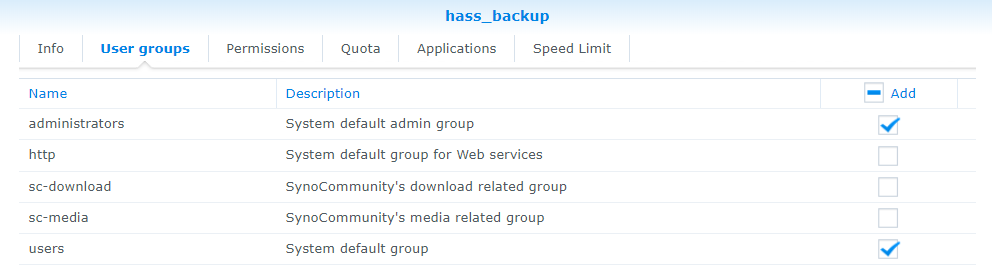 hass_backup
Info User groups Permissions Quota Applications Speed Limit
Name Description Add
administrators System default admin group
http System default group for Web services
sc-download SynoCommunity's download related group
sc-media SynoCommunity's media related group
users System default group